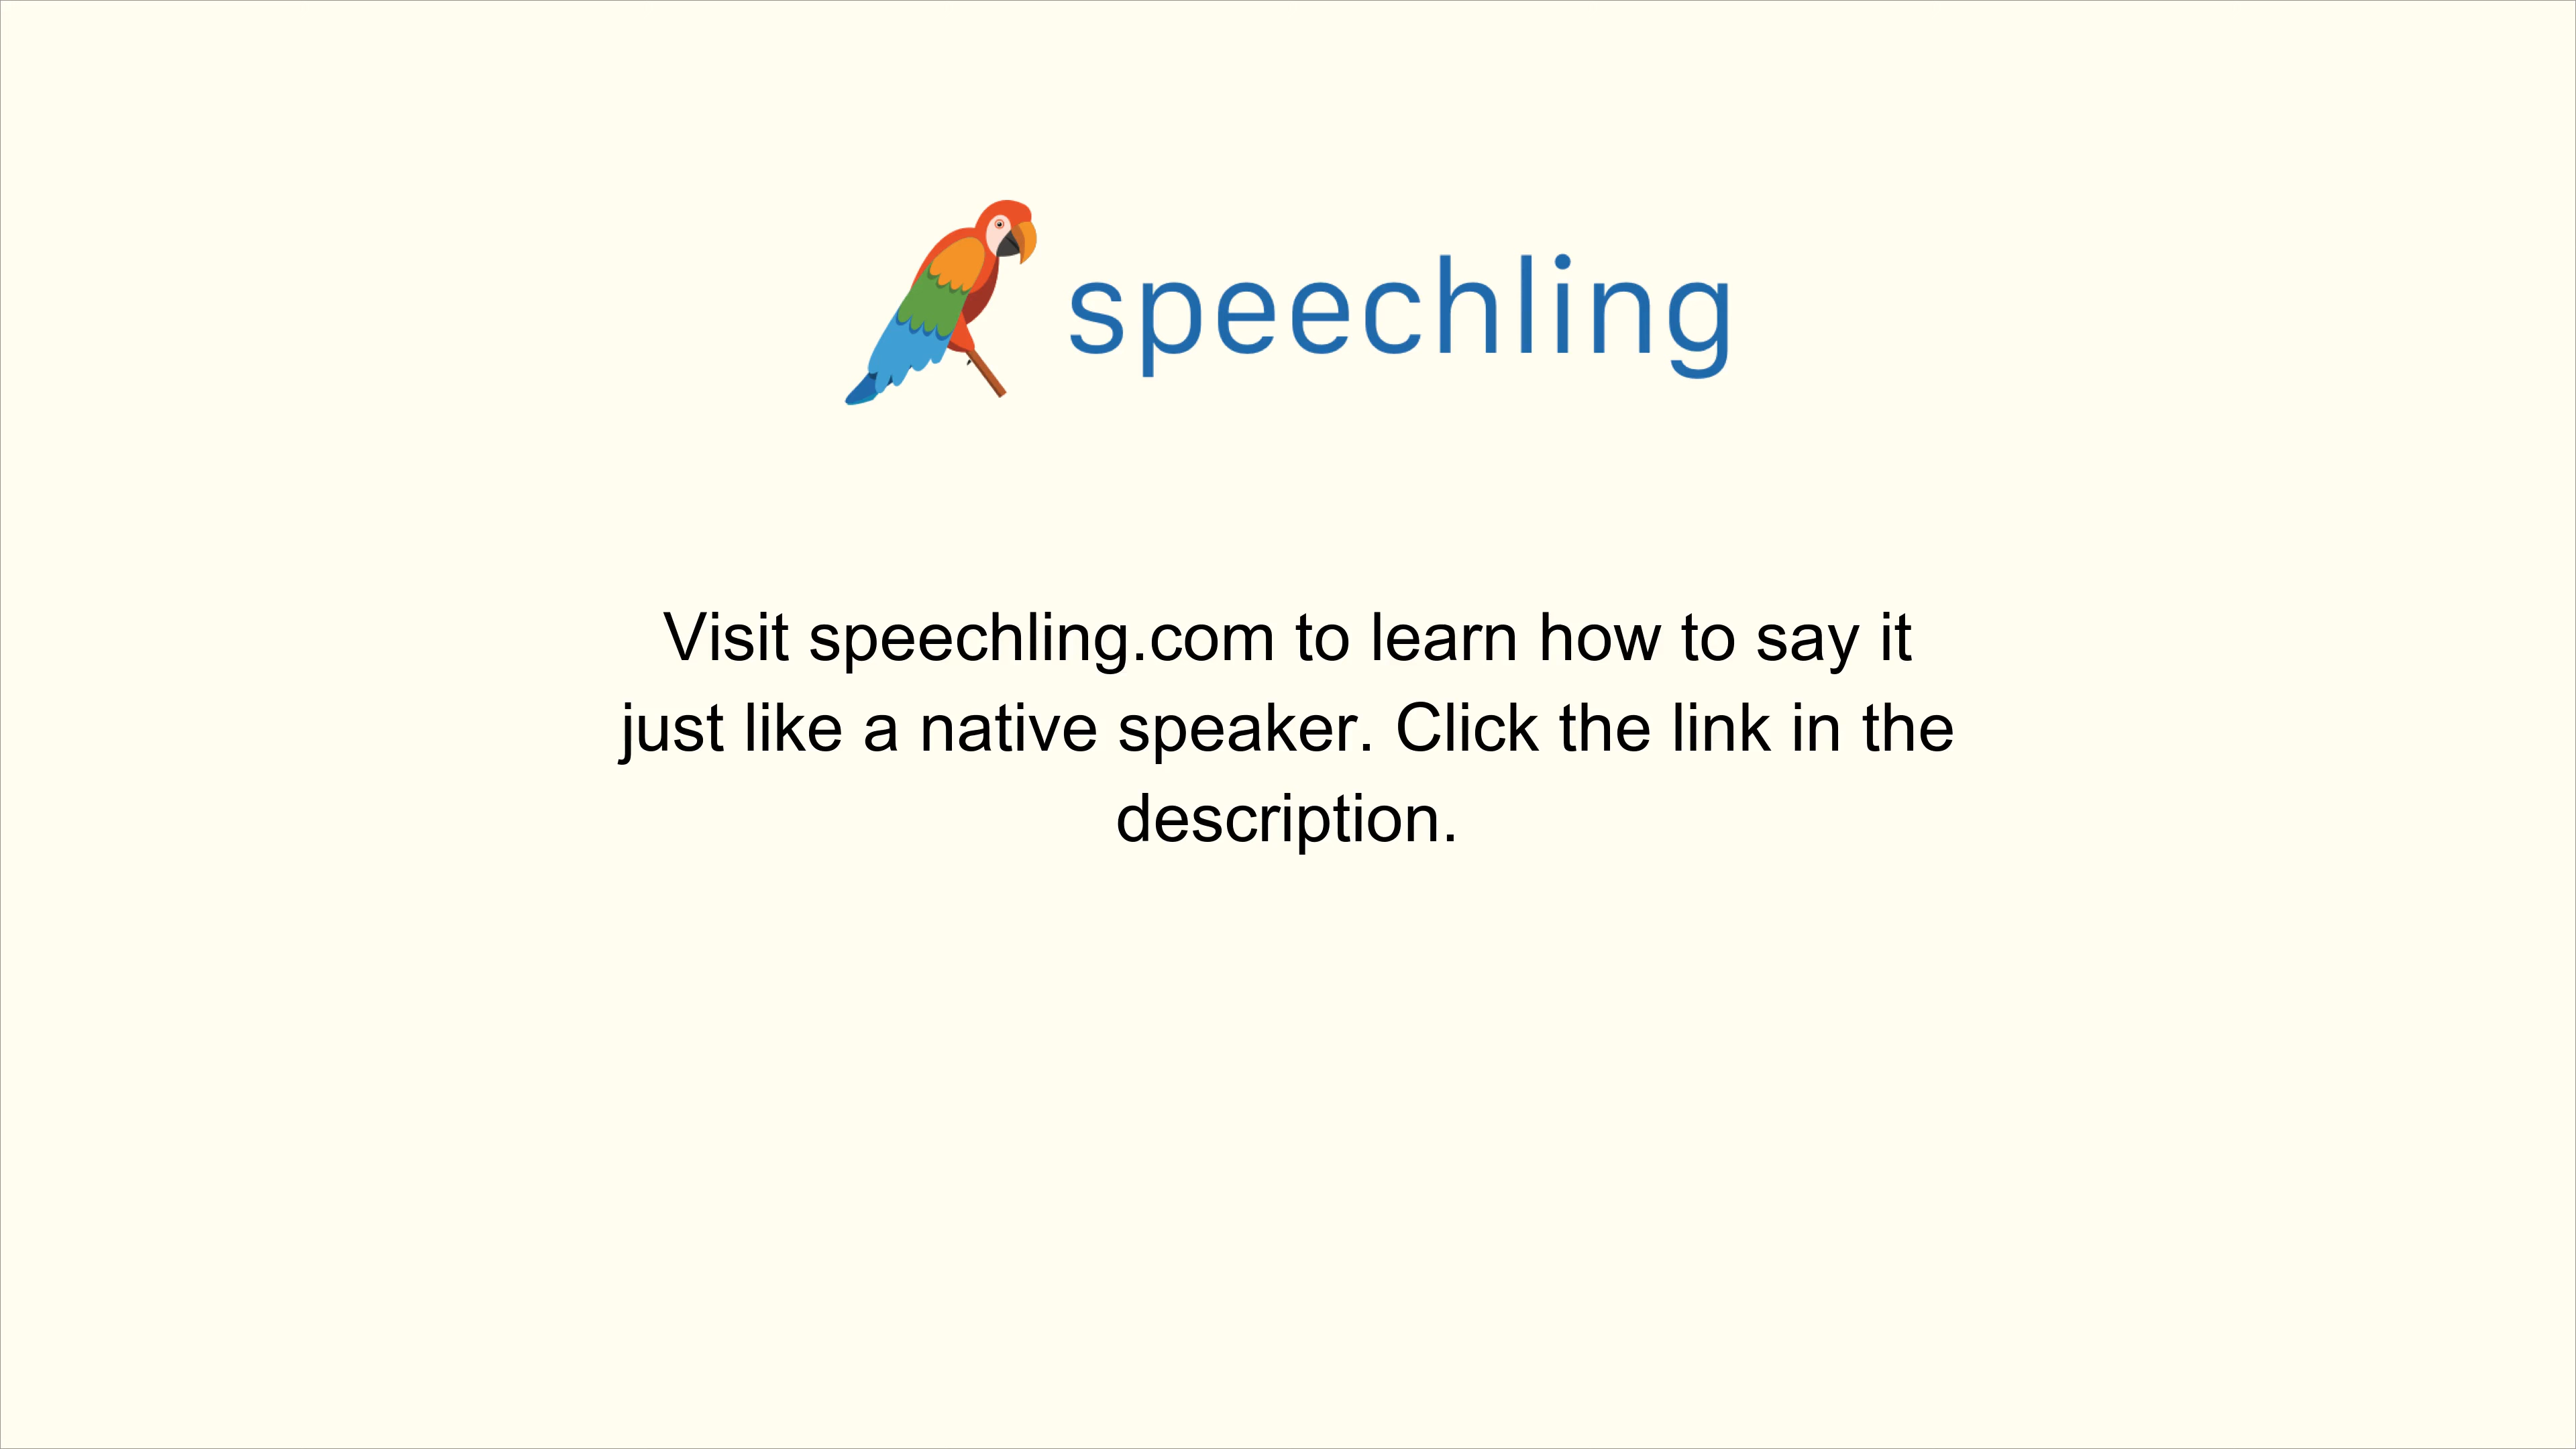 speechling
Visit speechling.com to learn how to say it
just like a native speaker. Click the link in the
description.